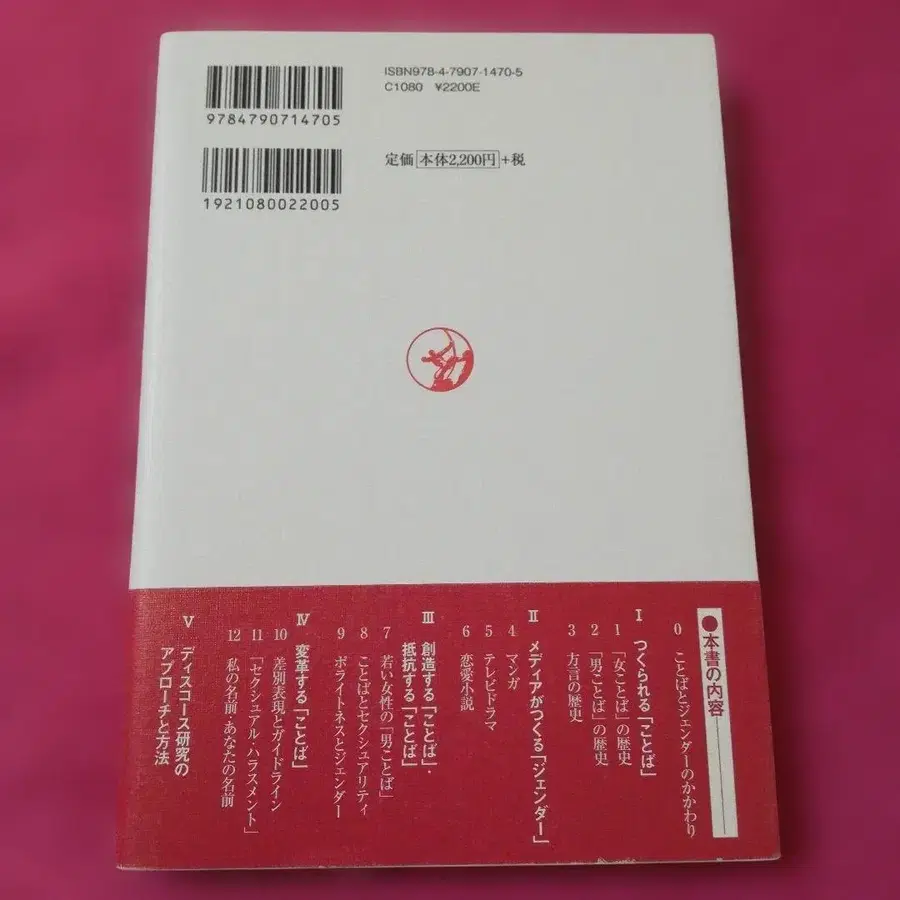 ISBN978-4-7907-1470-5
C1080 ¥2200E
9784790714705
定価 本体2,200円 +税
1921080022005
●本書の内容
0 ことばとジェンダーのかかわり
I つくられる「ことば」
1 「女ことば」の歴史
2 「男ことば」の歴史
3 方言の歴史
II メディアがつくる「ジェンダー」
4 マンガ
5 テレビドラマ
6 恋愛小説
III 創造する「ことば」・
抵抗する「ことば」
7 若い女性の「男ことば」
8 ことばとセクシュアリティ
9 ポライトネスとジェンダー
IV 変革する「ことば」
10 差別表現とガイドライン
11 「セクシュアル・ハラスメント」
12 私の名前・あなたの名前
V ディスコース研究の
アプローチと方法